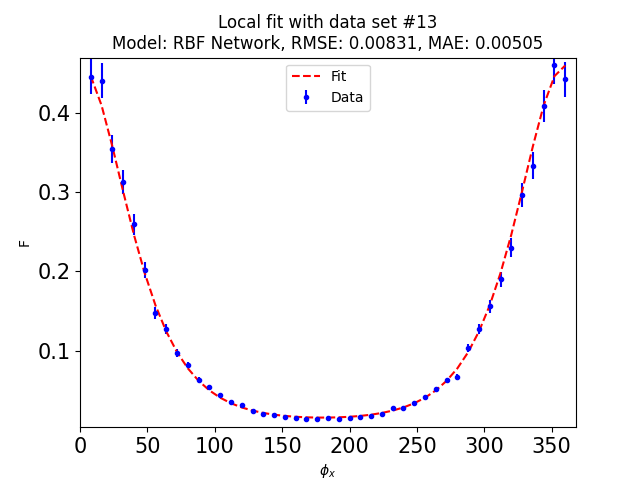 Local fit with data set #13
Model: RBF Network, RMSE: 0.00831, MAE: 0.00505
Fit
Data
0.4
0.3
0.2
0.1
F
0 50 100 150 200 250 300 350
ϕx